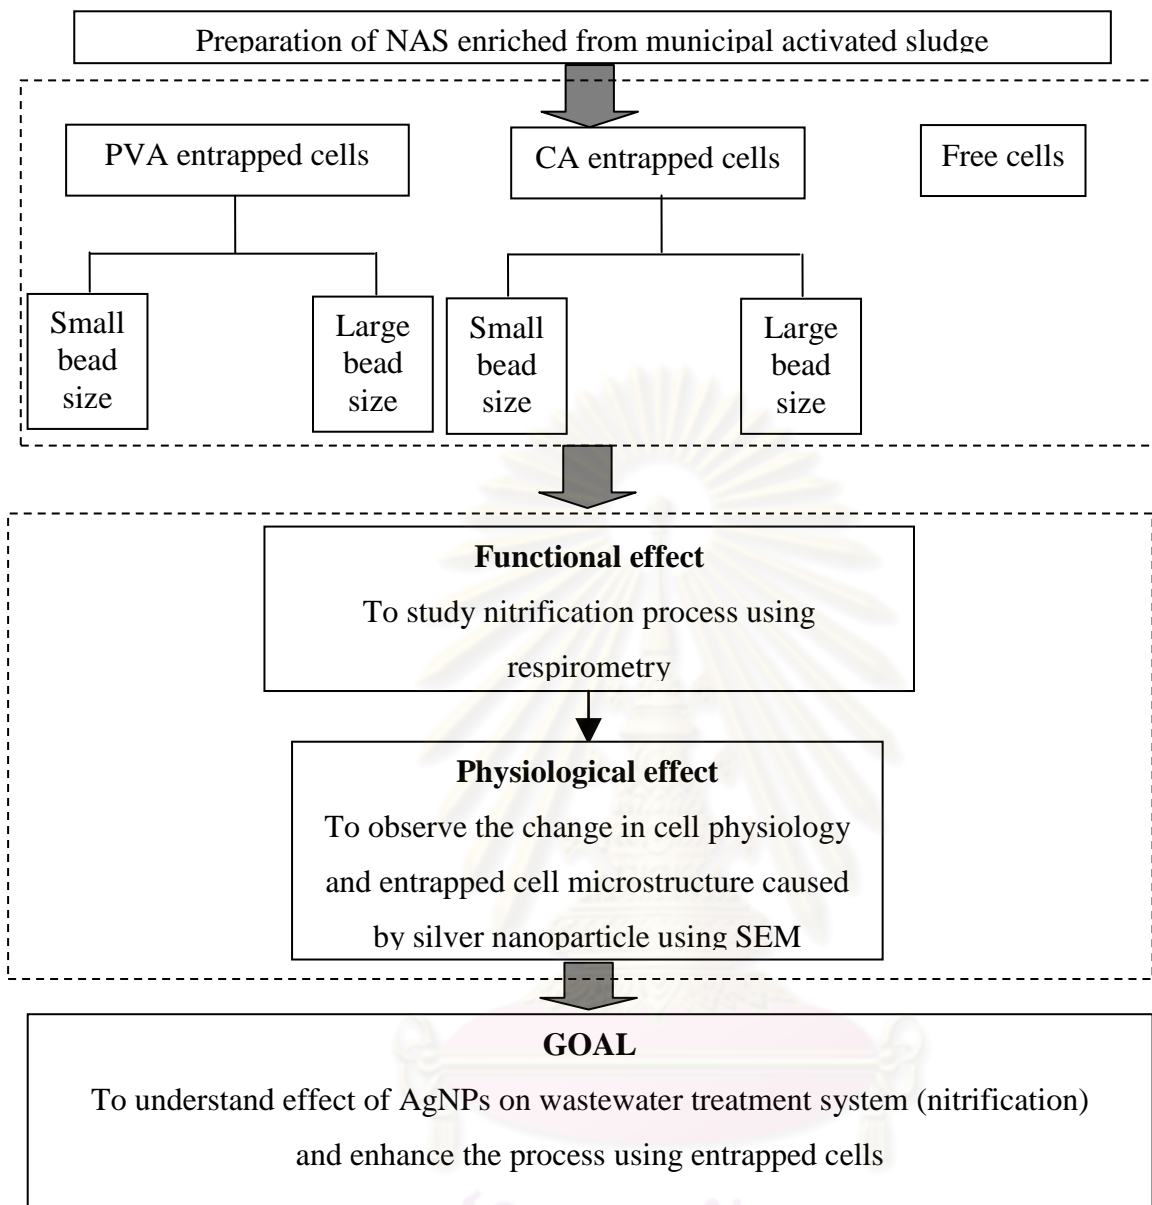 Preparation of NAS enriched from municipal activated sludge
PVA entrapped cells
CA entrapped cells
Free cells
Small
bead
size
Large
bead
size
Small
bead
size
Large
bead
size
Functional effect
To study nitrification process using
respirometry
Physiological effect
To observe the change in cell physiology
and entrapped cell microstructure caused
by silver nanoparticle using SEM
GOAL
To understand effect of AgNPs on wastewater treatment system (nitrification)
and enhance the process using entrapped cells